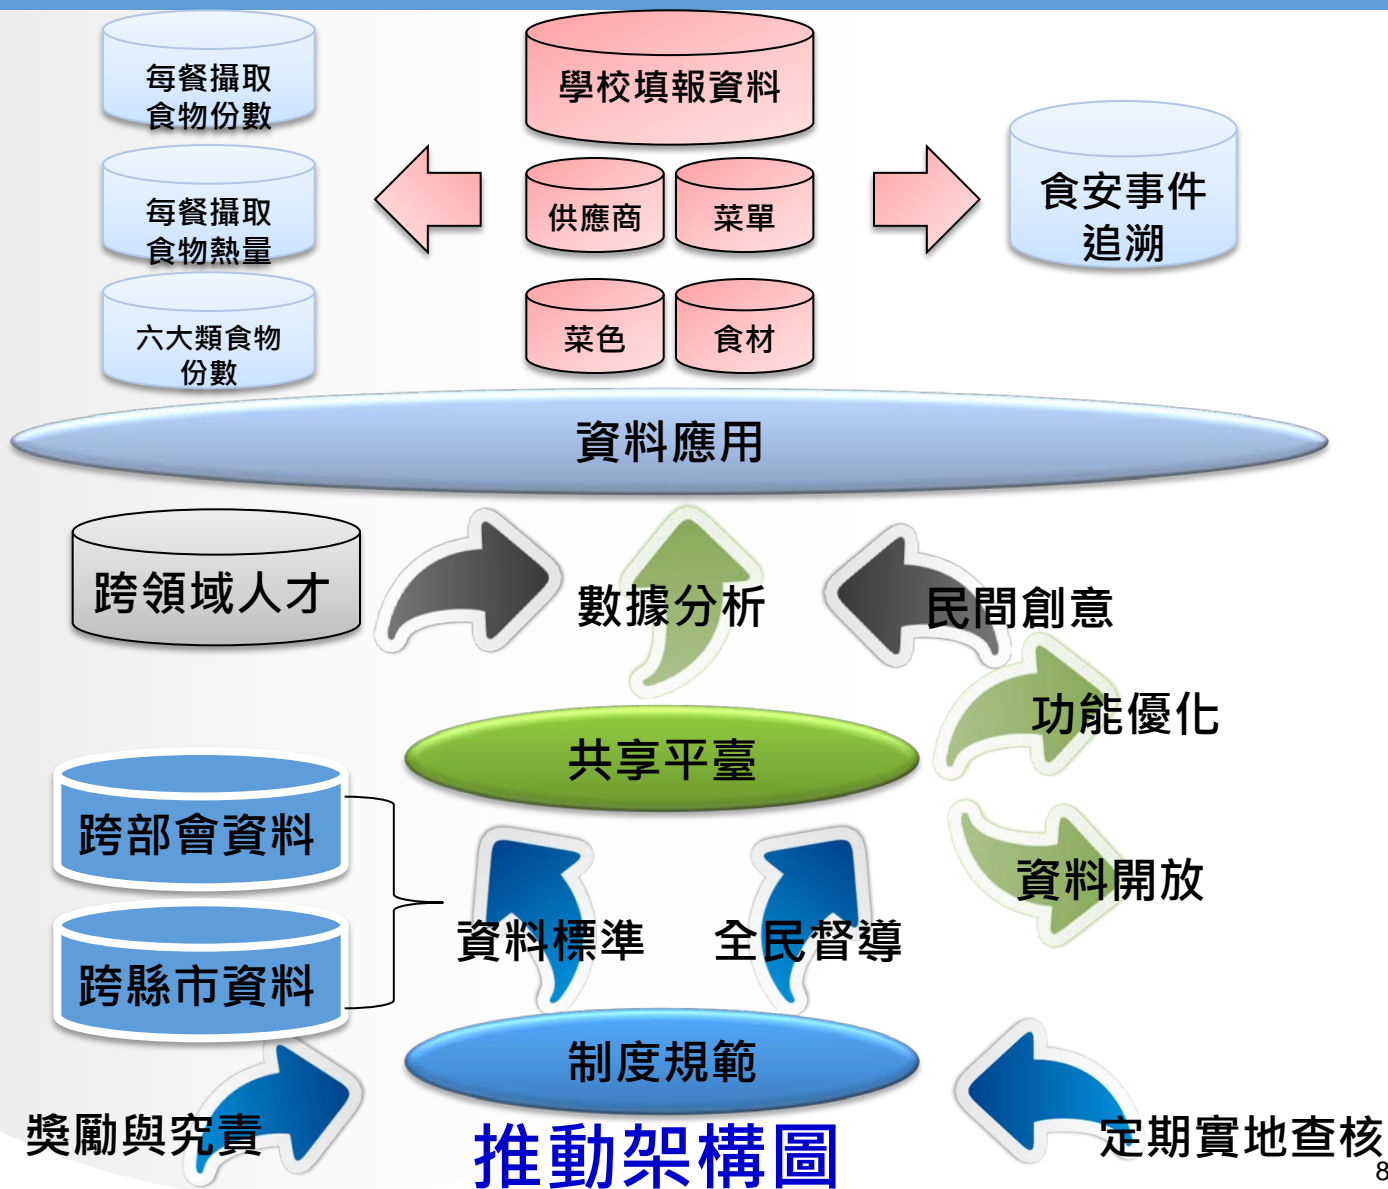 每餐攝取
食物份數
學校填報資料
每餐攝取
食物熱量
供應商
菜單
食安事件
追溯
六大類食物
份數
菜色
食材
資料應用
跨領域人才
數據分析
民間創意
功能優化
共享平臺
跨部會資料
資料開放
資料標準
全民督導
跨縣市資料
制度規範
獎勵與究責
定期實地查核
推動架構圖
8